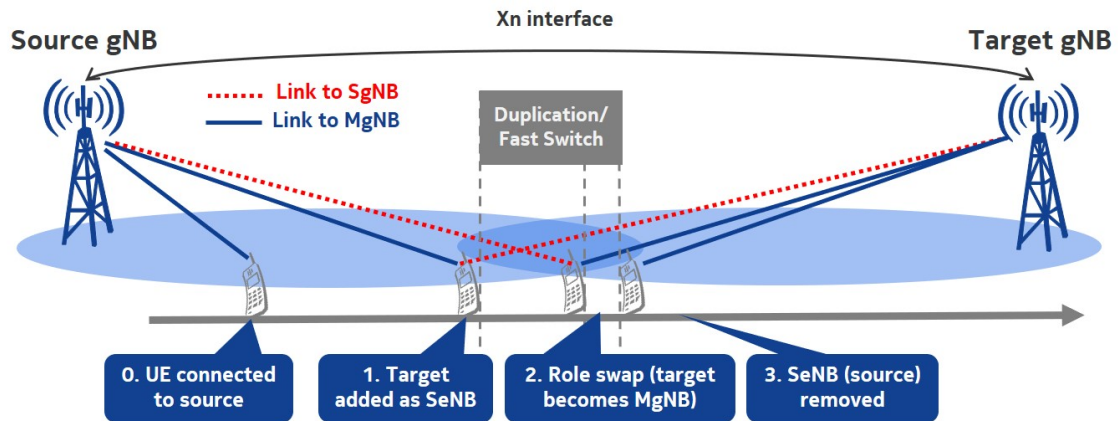 Xn interface
Source gNB
Target gNB
Link to SgNB
Link to MgNB
Duplication/
Fast Switch
0. UE connected
to source
1. Target
added as SeNB
2. Role swap (target
becomes MgNB)
3. SeNB (source)
removed